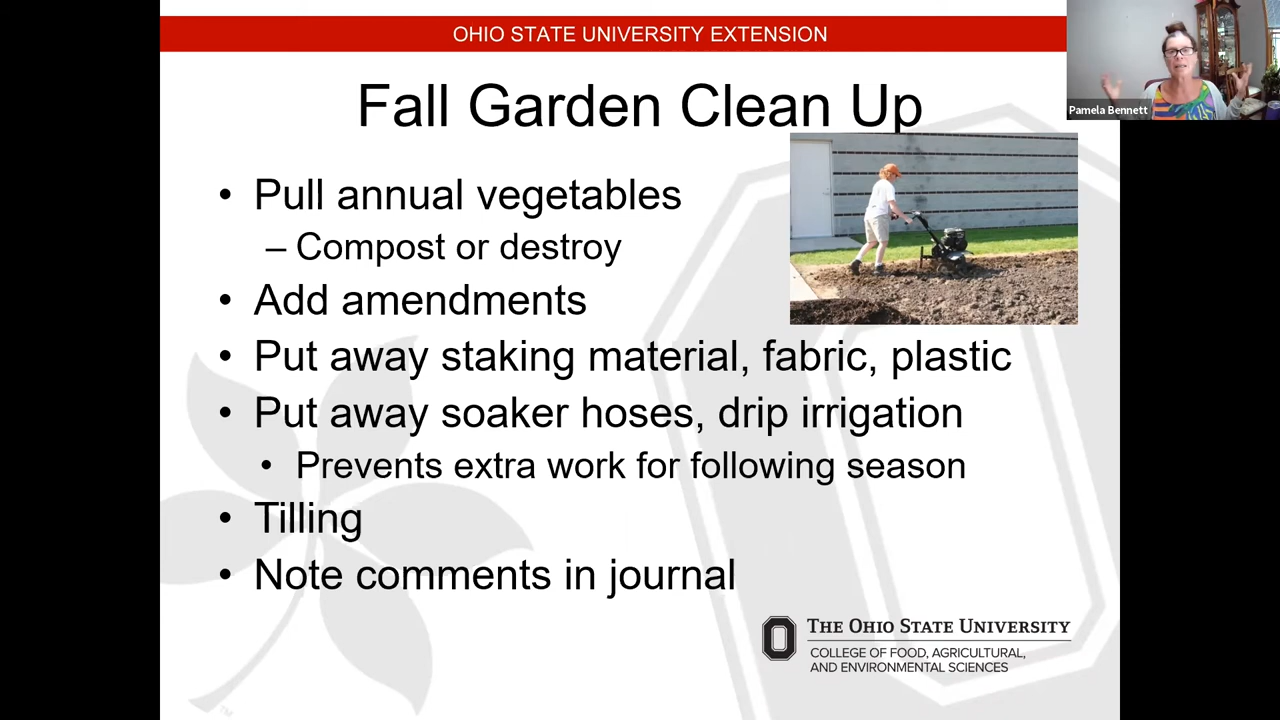 OHIO STATE UNIVERSITY EXTENSION
Pamela Bennett
Fall Garden Clean Up
• Pull annual vegetables
– Compost or destroy
• Add amendments
• Put away staking material, fabric, plastic
• Put away soaker hoses, drip irrigation
• Prevents extra work for following season
• Tilling
• Note comments in journal
THE OHIO STATE UNIVERSITY
COLLEGE OF FOOD, AGRICULTURAL,
AND ENVIRONMENTAL SCIENCES
TM